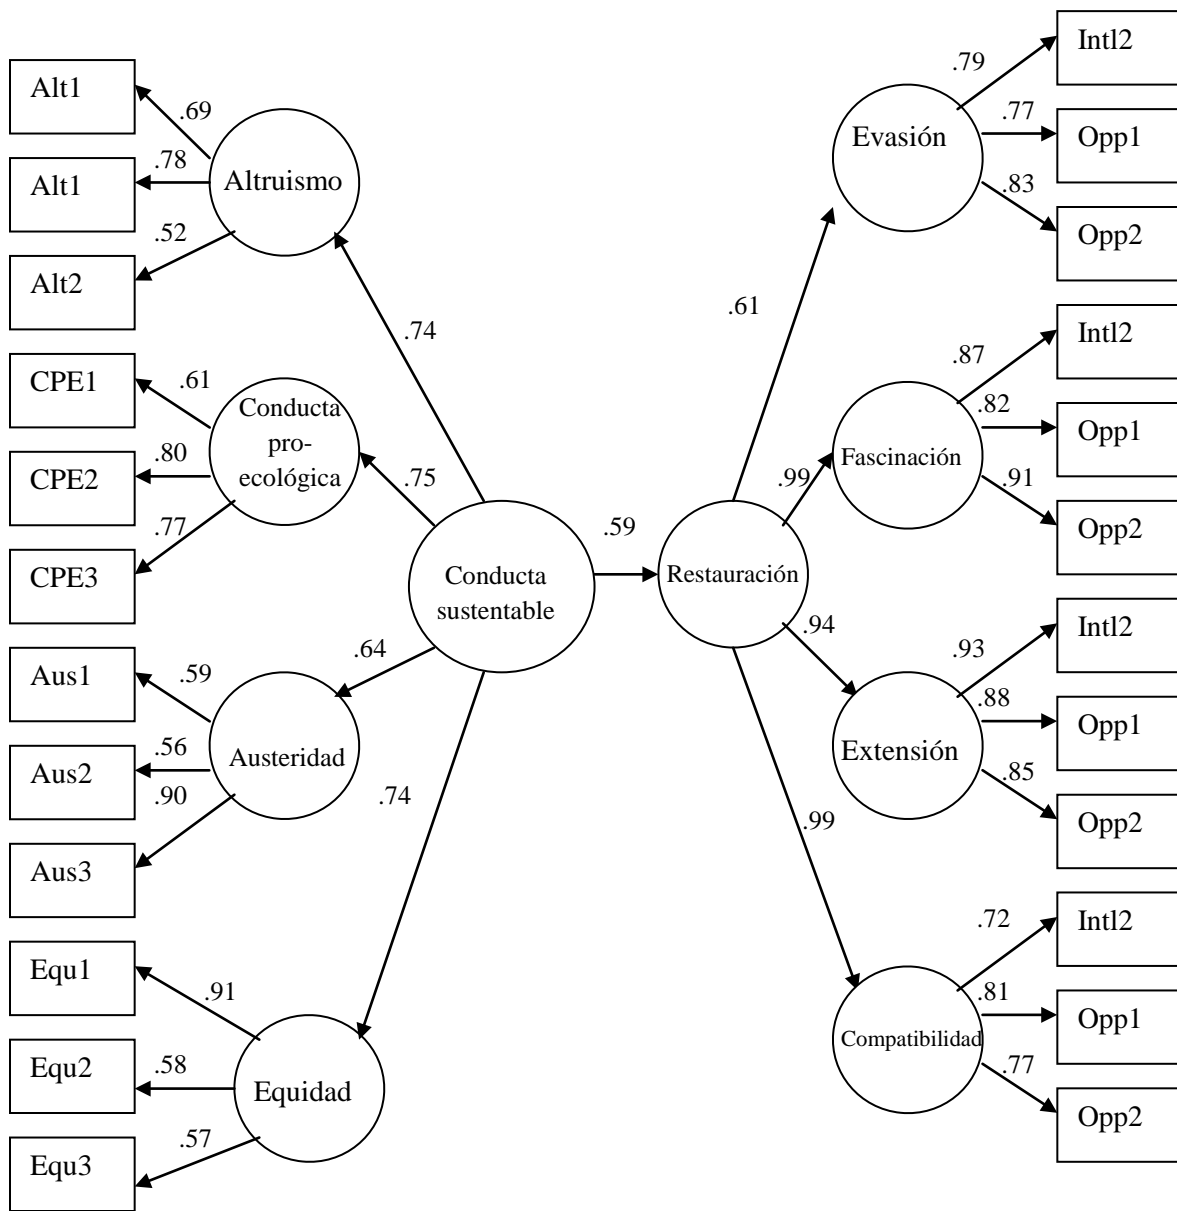 Alt1
Alt1
Alt2
.69
.78
.52
Altruismo
.74
CPE1
CPE2
CPE3
.61
.80
.77
Conducta
pro-
ecológica
.75
Aus1
Aus2
Aus3
.59
.56
.90
Austeridad
.64
Equ1
Equ2
Equ3
.91
.58
.57
Equidad
.74
Conducta
sustentable
.59
Restauración
.61
Evasión
.79
.77
.83
Intl2
Opp1
Opp2
.99
Fascinación
.87
.82
.91
Intl2
Opp1
Opp2
.94
Extensión
.93
.88
.85
Intl2
Opp1
Opp2
.99
Compatibilidad
.72
.81
.77
Intl2
Opp1
Opp2